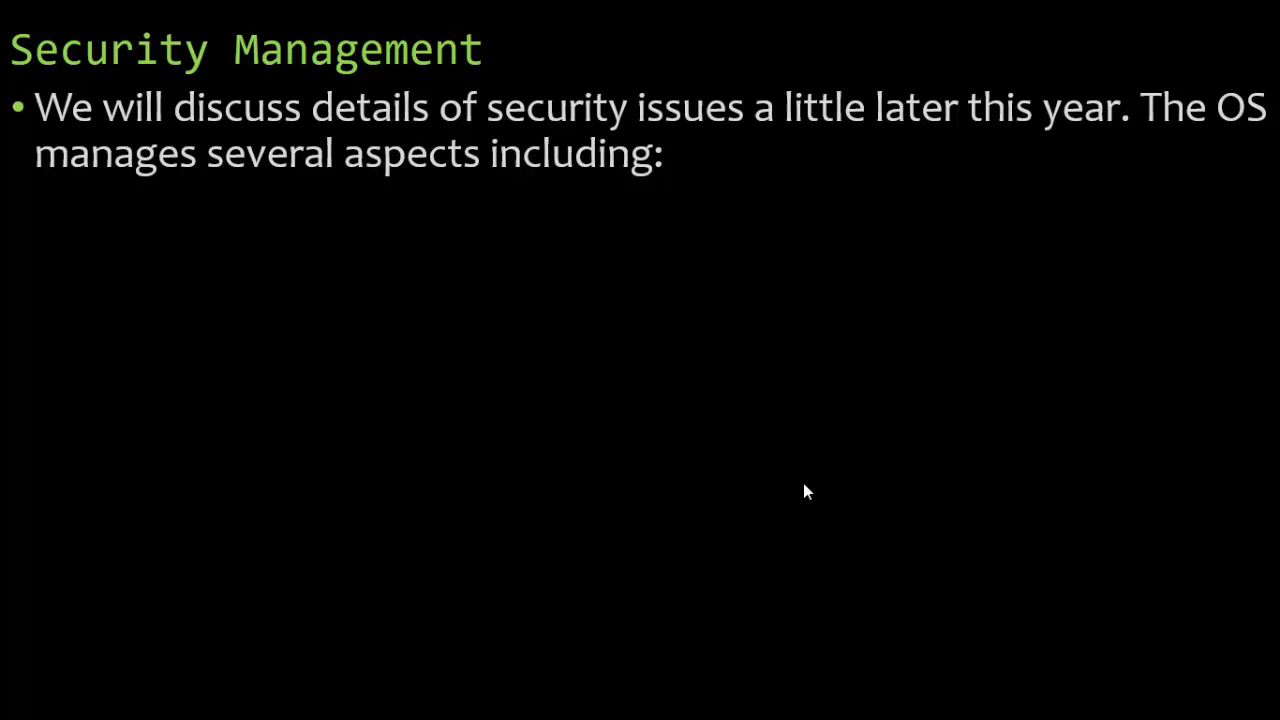 Security Management
• We will discuss details of security issues a little later this year. The OS
manages several aspects including: